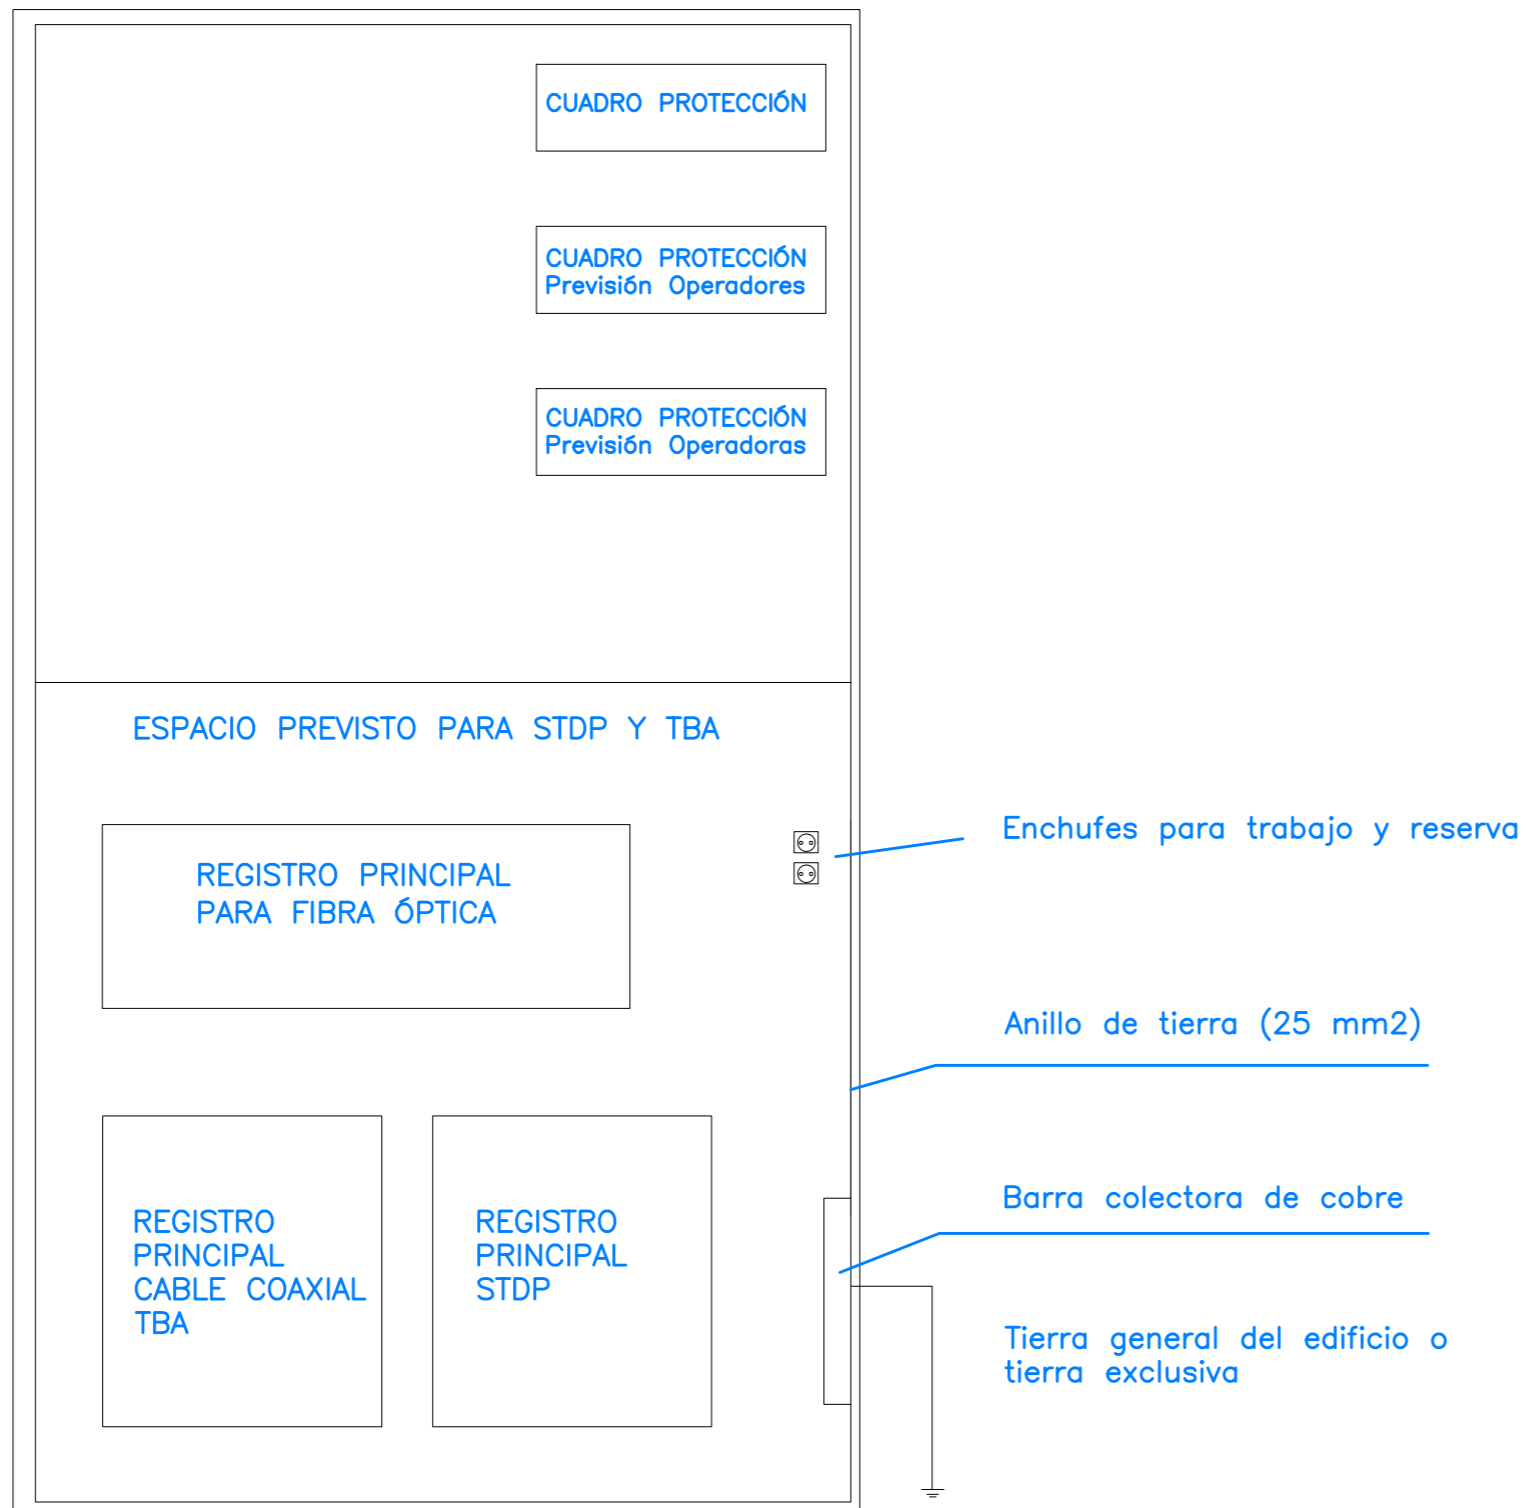 CUADRO PROTECCIÓN
CUADRO PROTECCIÓN
Previsión Operadores
CUADRO PROTECCIÓN
Previsión Operadoras
ESPACIO PREVISTO PARA STDP Y TBA
Enchufes para trabajo y reserva
REGISTRO PRINCIPAL
PARA FIBRA ÓPTICA
Anillo de tierra (25 mm2)
Barra colectora de cobre
REGISTRO
PRINCIPAL
CABLE COAXIAL
TBA
REGISTRO
PRINCIPAL
STDP
Tierra general del edificio o
tierra exclusiva